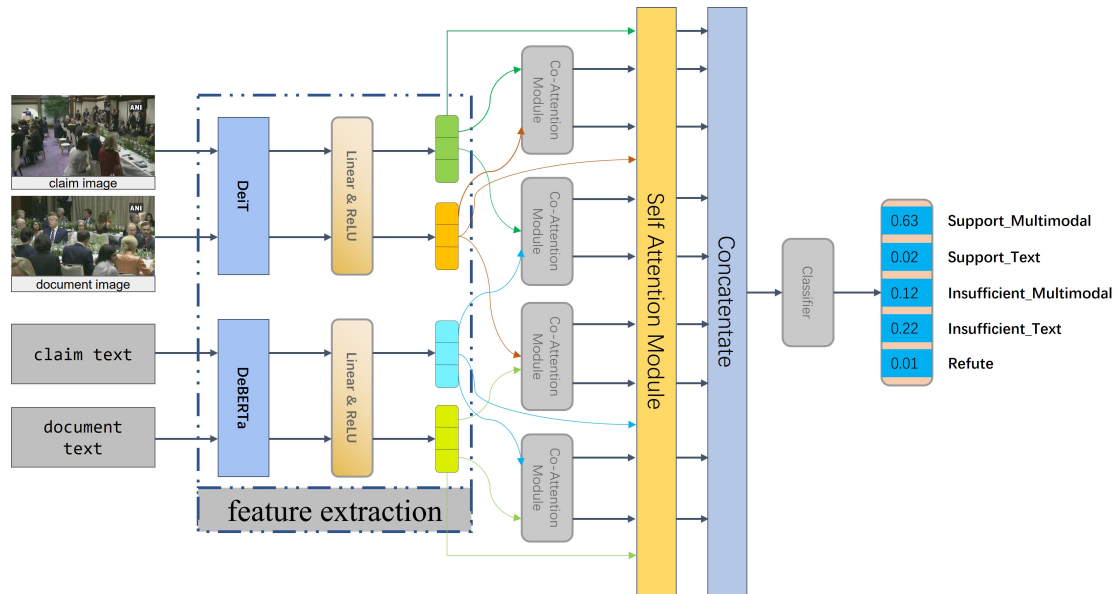 ANI
claim image
ANI
document image
claim text
document
text
DeiT
Linear & ReLU
DeBERTa
Linear & ReLU
feature extraction
Co-Attention
Module
Co-Attention
Module
Co-Attention
Module
Co-Attention
Module
Self Attention Module
Concatentate
Classifier
0.63 Support_Multimodal
0.02 Support_Text
0.12 Insufficient_Multimodal
0.22 Insufficient_Text
0.01 Refute